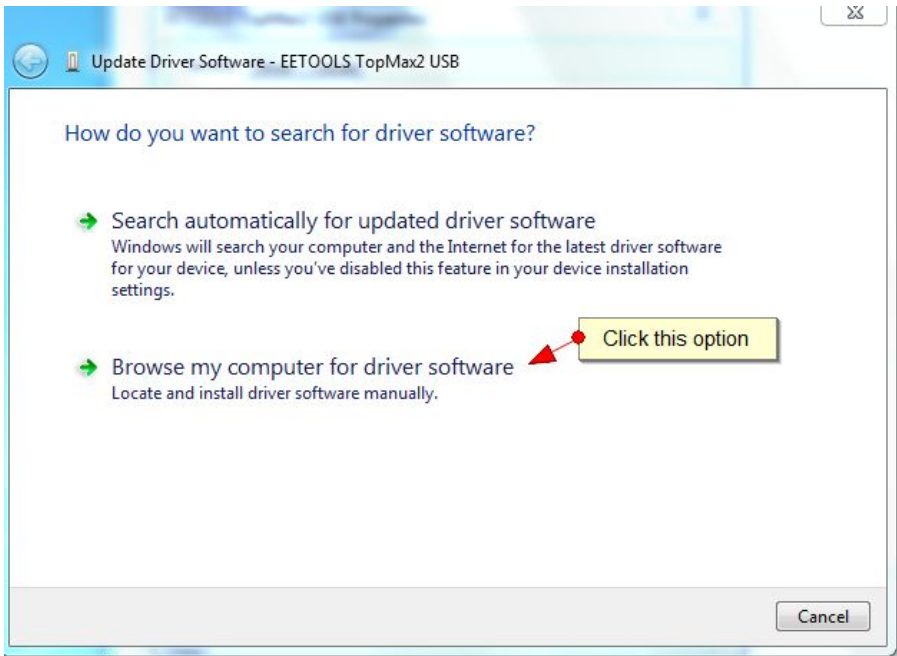 Update Driver Software - EETOOLS TopMax2 USB
How do you want to search for driver software?
Search automatically for updated driver software
Windows will search your computer and the Internet for the latest driver software
for your device, unless you've disabled this feature in your device installation
settings.
Click this option
Browse my computer for driver software
Locate and install driver software manually.
Cancel